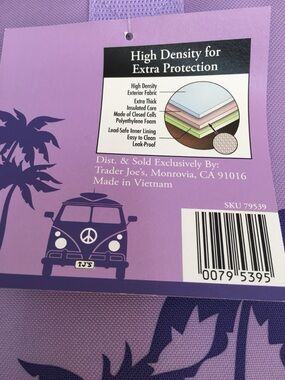 High Density for
Extra Protection
High Density
Exterior Fabric
Extra Thick
Insulated Core
Made of Closed Cells
Polyethylene Foam
Lead-Safe Inner Lining
Easy to Clean
Leak-Proof
Dist. & Sold Exclusively By:
Trader Joe's, Monrovia, CA 91016
Made in Vietnam
SKU 79539
TJ'S
0079 5395